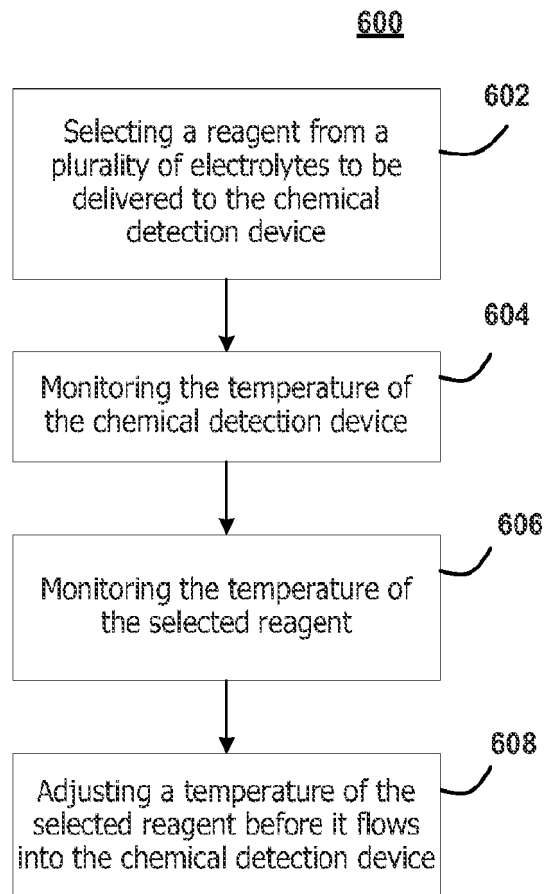 600
602
Selecting a reagent from a
plurality of electrolytes to be
delivered to the chemical
detection device
604
Monitoring the temperature of
the chemical detection device
606
Monitoring the temperature of
the selected reagent
608
Adjusting a temperature of the
selected reagent before it flows
into the chemical detection device